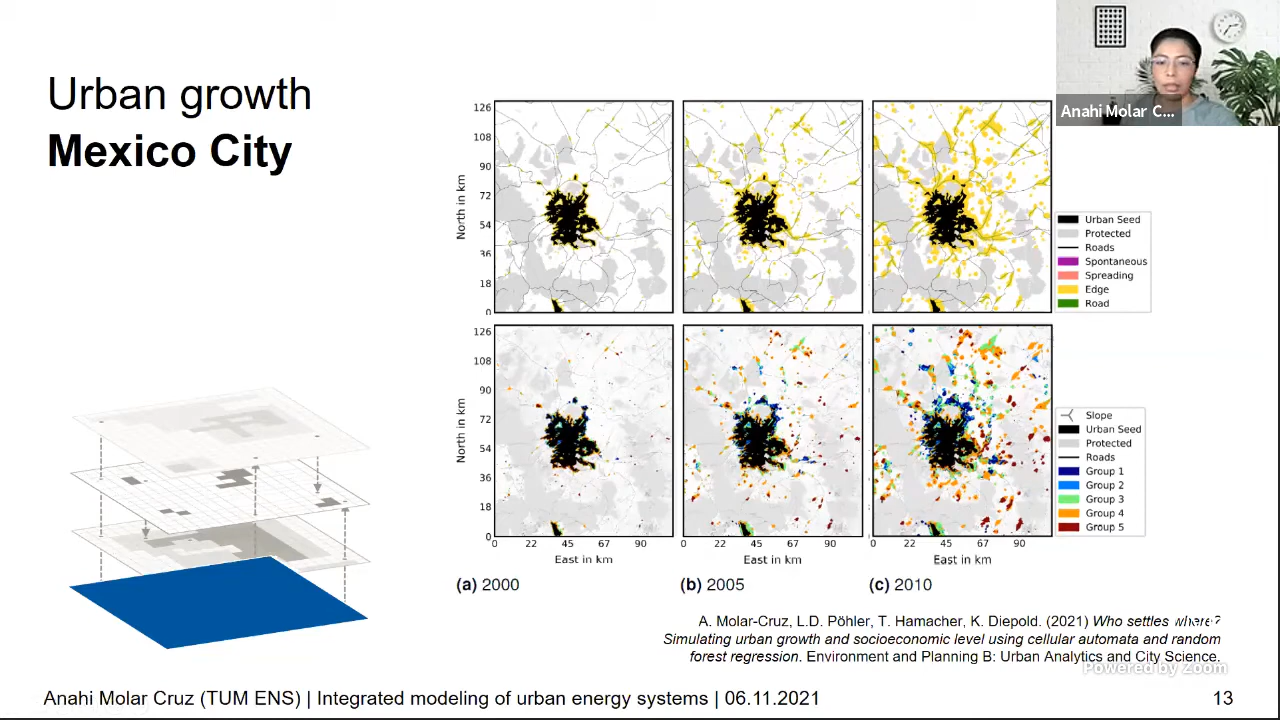 Urban growth
Mexico City
Anahi Molar C...
126
108
90
72
54
36
18
0
North in km
Urban Seed
Protected
Roads
Spontaneous
Spreading
Edge
Road
126
108
90
72
54
36
18
0
North in km
Slope
Urban Seed
Protected
Roads
Group 1
Group 2
Group 3
Group 4
Group 5
0 22 45 67 90 0 22 45 67 90 0 22 45 67 90
East in km East in km East in km
(a) 2000 (b) 2005 (c) 2010
A. Molar-Cruz, L.D. Pöhler, T. Hamacher, K. Diepold. (2021) Who settles where?
Simulating urban growth and socioeconomic level using cellular automata and random
forest regression. Environment and Planning B: Urban Analytics and City Science.
Powered by Zoom
Anahi Molar Cruz (TUM ENS) | Integrated modeling of urban energy systems | 06.11.2021 13